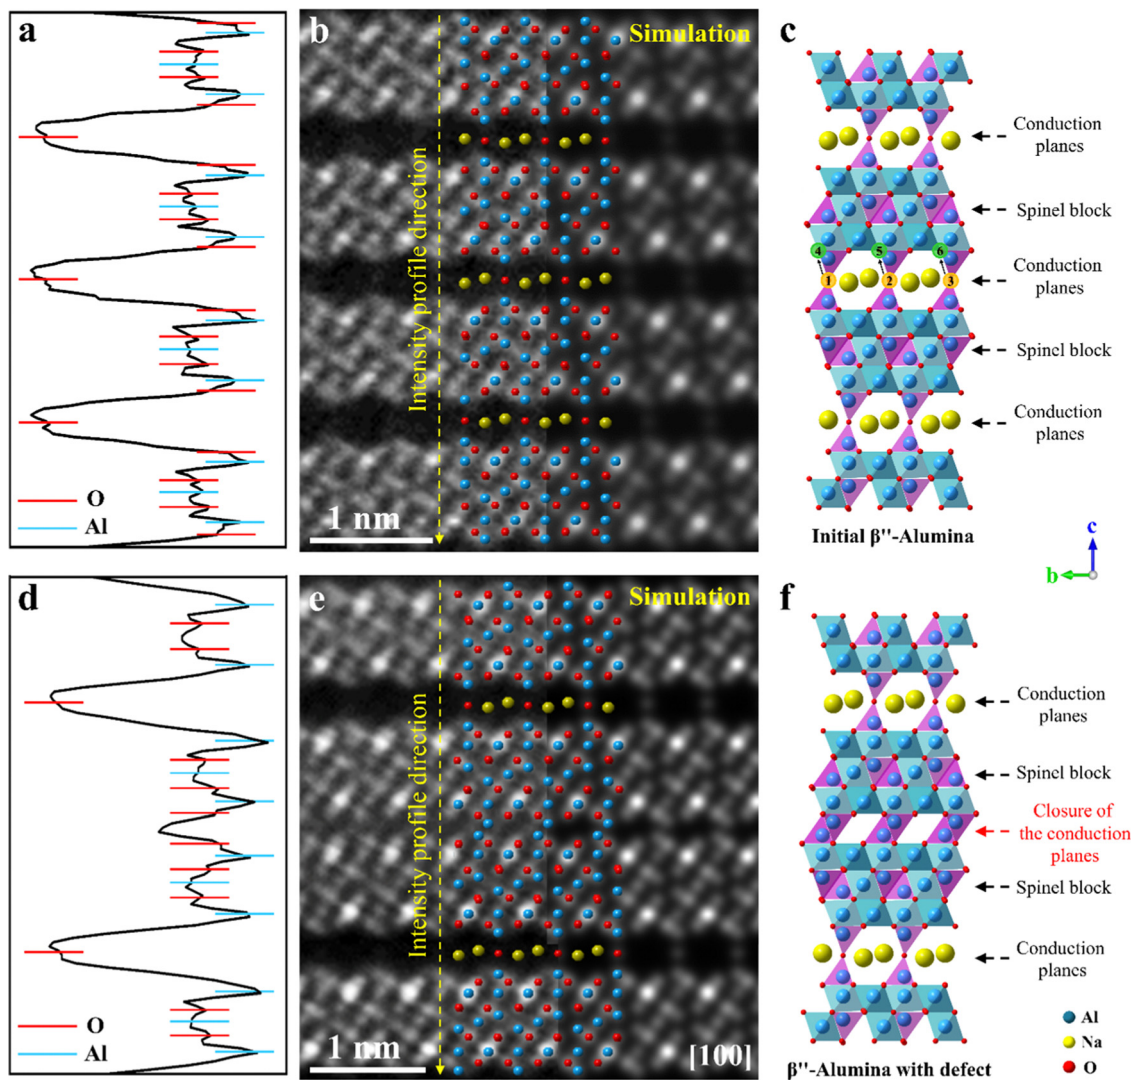 a
O
Al
b
Simulation
Intensity profile direction
1 nm
c
Conduction
planes
Spinel block
4
5
6
1
2
3
Conduction
planes
Spinel block
Conduction
planes
Initial β''-Alumina
c
b
d
O
Al
e
Simulation
Intensity profile direction
1 nm
[100]
f
Conduction
planes
Spinel block
Closure of
the conduction
planes
Spinel block
Conduction
planes
Al
Na
O
β''-Alumina with defect